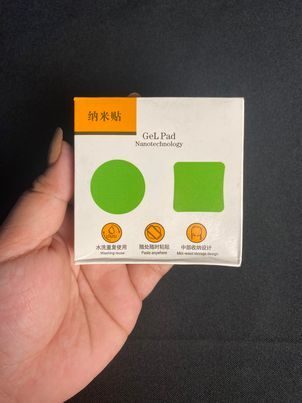 纳米贴
GeL Pad
Nanotechnology
水洗重复使用
Washing reuse
随处随时粘贴
Paste anywhere
中部收纳设计